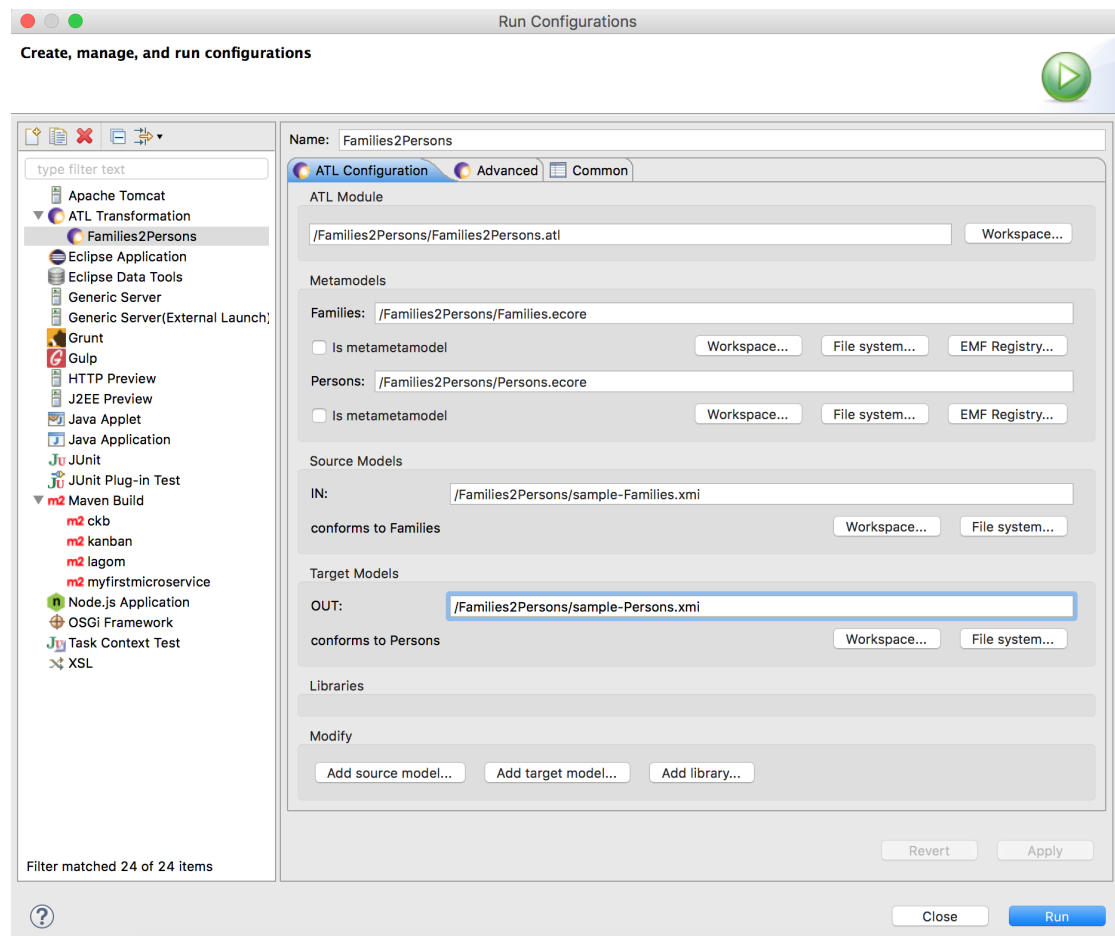 Run Configurations
Create, manage, and run configurations
type filter text
Apache Tomcat
ATL Transformation
Families2Persons
Eclipse Application
Eclipse Data Tools
Generic Server
Generic Server(External Launch)
Grunt
Gulp
HTTP Preview
J2EE Preview
Java Applet
Java Application
JUnit
JUnit Plug-in Test
m2 Maven Build
m2 ckb
m2 kanban
m2 lagom
m2 myfirstmicroservice
Node.js Application
OSGi Framework
Task Context Test
XSL
Filter matched 24 of 24 items
Name: Families2Persons
ATL Configuration Advanced Common
ATL Module
/Families2Persons/Families2Persons.atl Workspace...
Metamodels
Families: /Families2Persons/Families.ecore
Is metametamodel Workspace... File system... EMF Registry...
Persons: /Families2Persons/Persons.ecore
Is metametamodel Workspace... File system... EMF Registry...
Source Models
IN: /Families2Persons/sample-Families.xmi
conforms to Families Workspace... File system...
Target Models
OUT: /Families2Persons/sample-Persons.xmi
conforms to Persons Workspace... File system...
Libraries
Modify
Add source model... Add target model... Add library...
Revert Apply
? Close Run